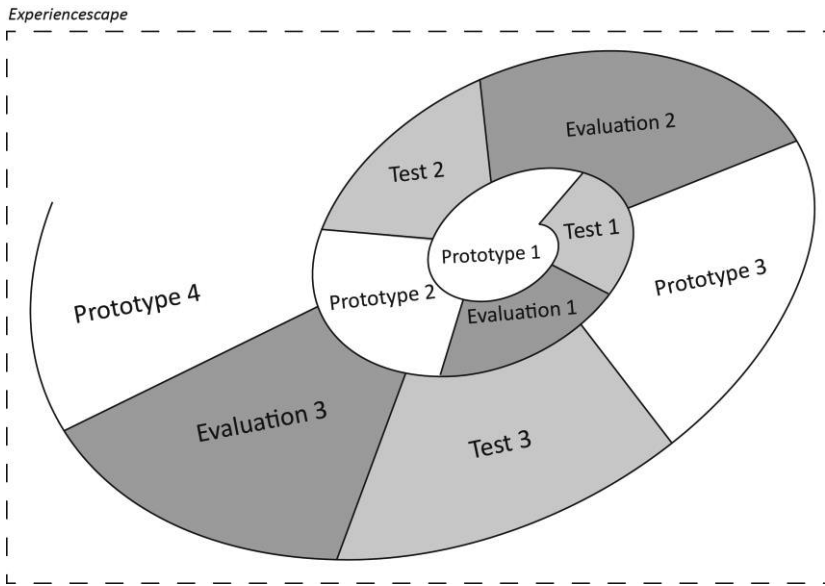 Experiencescape
Evaluation 2
Test 2
Test 1
Prototype 1
Prototype 3
Prototype 2
Prototype 4
Evaluation 1
Evaluation 3
Test 3